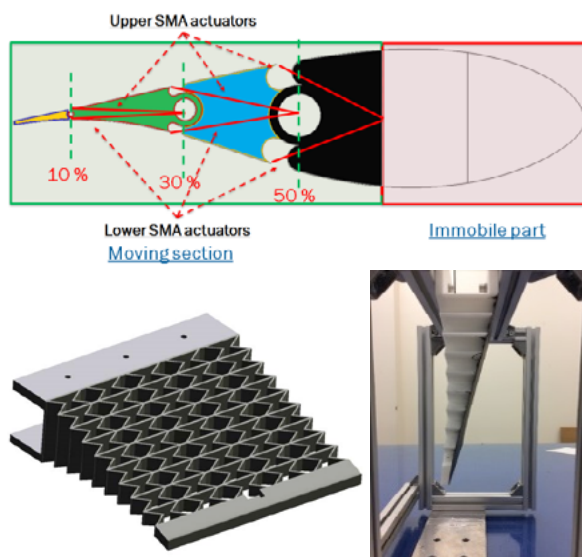 Upper SMA actuators
10 %
30 %
50 %
Lower SMA actuators
Moving section
Immobile part